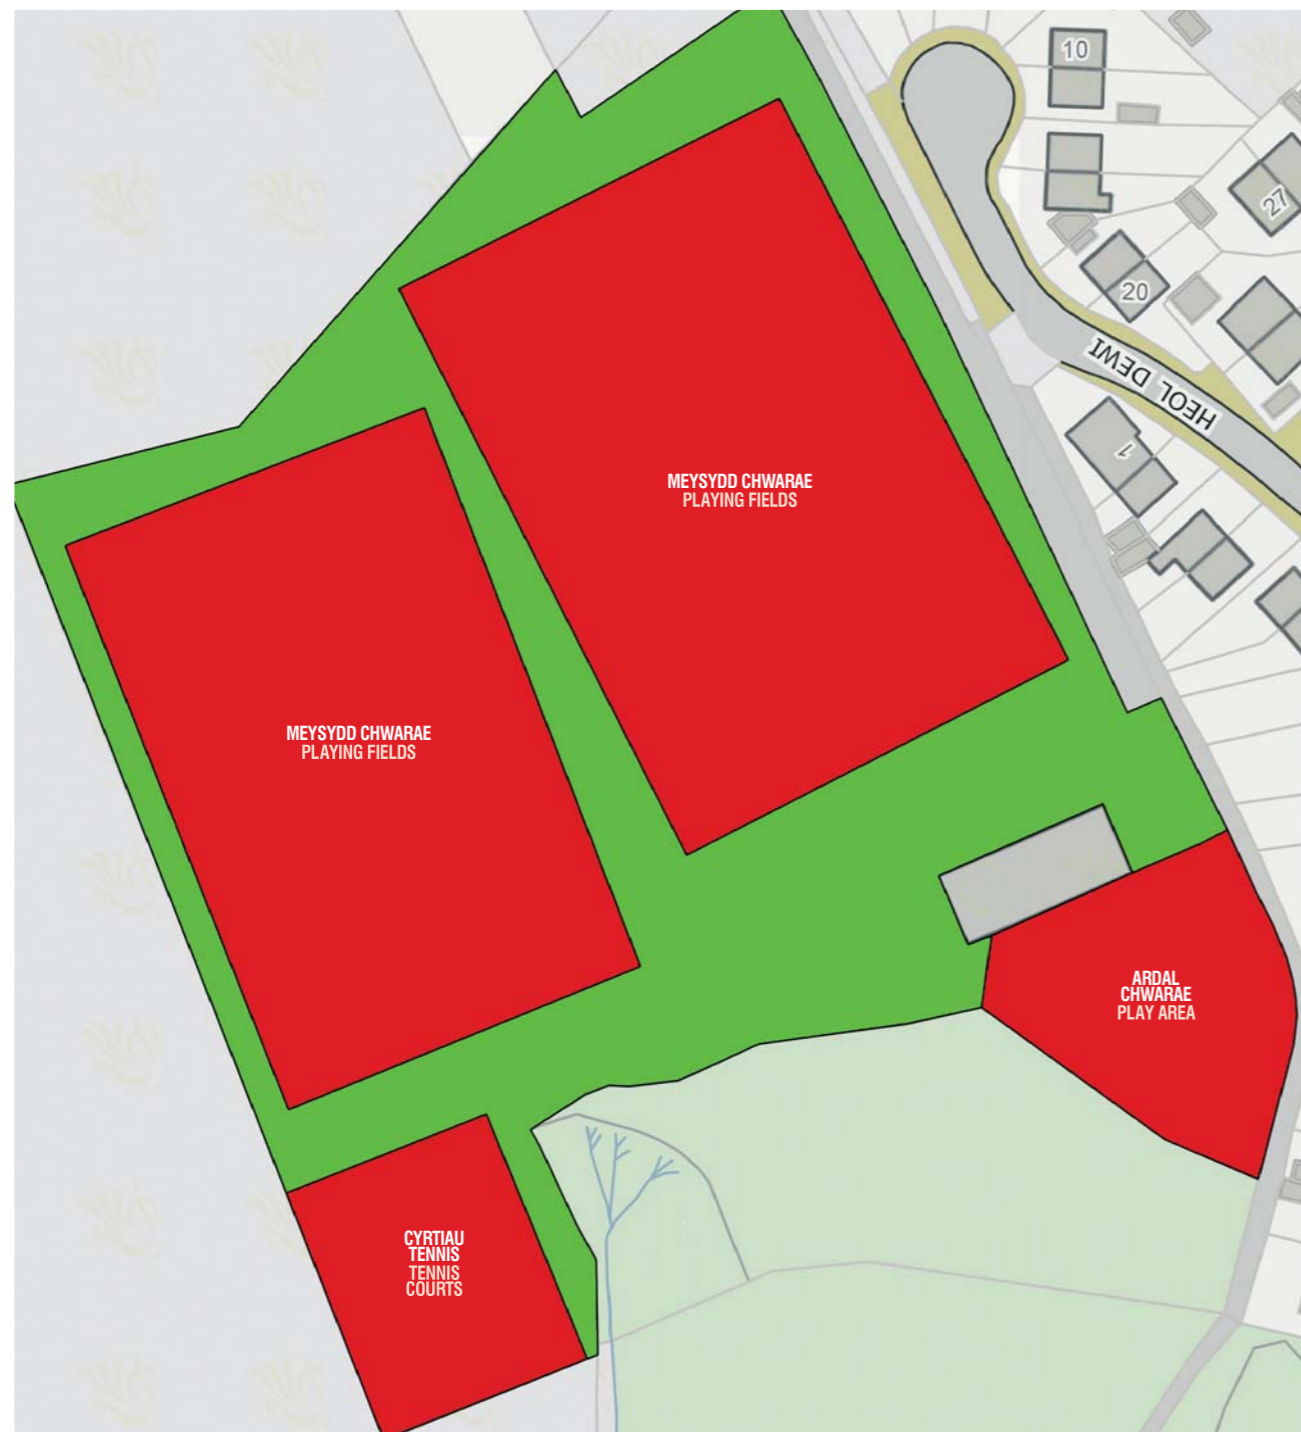 10
27
20
HEOL DEWI
1
MEYSYDD CHWARAE
PLAYING FIELDS
MEYSYDD CHWARAE
PLAYING FIELDS
ARDAL
CHWARAE
PLAY AREA
CYRTIAU
TENNIS
TENNIS
COURTS